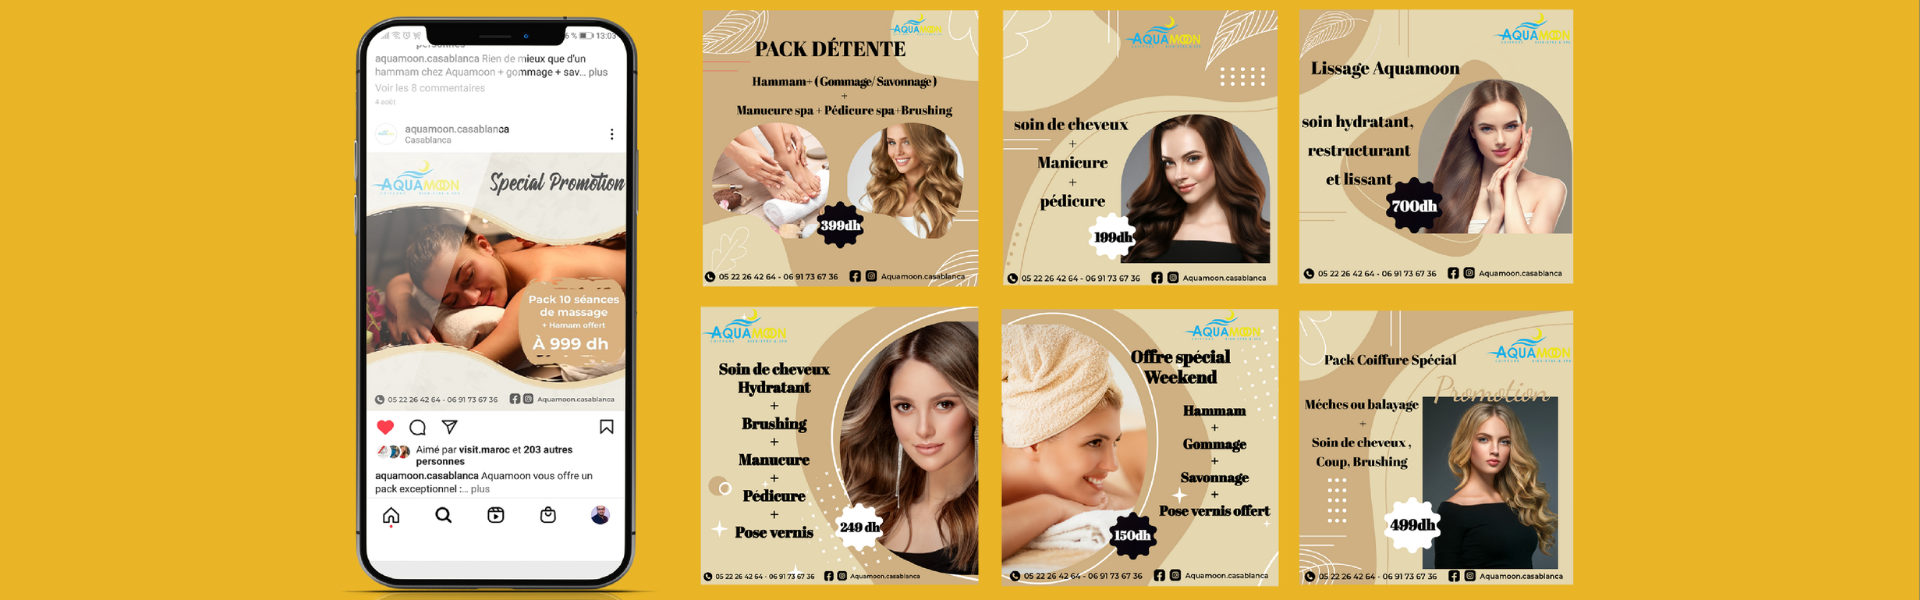 6 % 13:03
personnes
aquamoon.casablanca Rien de mieux que d'un
hammam chez Aquamoon + gommage + sav... plus
Voir les 8 commentaires
4 août
aquamoon.casablanca
Casablanca
AQUAMOON
Special Promotion
Pack 10 séances
de massage
+ Hamam offert
À 999 dh
05 22 26 42 64 - 06 91 73 67 36 Aquamoon.casablanca
Aimé par visit.maroc et 203 autres
personnes
aquamoon.casablanca Aquamoon vous offre un
pack exceptionnel :... plus
AQUAMOON
PACK DÉTENTE
Hammam+ ( Gommage/ Savonnage )
+
Manucure spa + Pédicure spa+Brushing
399dh
05 22 26 42 64 - 06 91 73 67 36 Aquamoon.casablanca
AQUAMOON
soin de cheveux
+
Manicure
+
pédicure
199dh
05 22 26 42 64 - 06 91 73 67 36 Aquamoon.casablanca
AQUAMOON
Lissage Aquamoon
soin hydratant,
restructurant
et lissant
700dh
05 22 26 42 64 - 06 91 73 67 36 Aquamoon.casablanca
AQUAMOON
Soin de cheveux
Hydratant
+
Brushing
+
Manucure
+
Pédicure
+
Pose vernis
249 dh
05 22 26 42 64 - 06 91 73 67 36 Aquamoon.casablanca
AQUAMOON
Offre spécial
Weekend
Hammam
+
Gommage
+
Savonnage
+
Pose vernis offert
150dh
05 22 26 42 64 - 06 91 73 67 36 Aquamoon.casablanca
AQUAMOON
Pack Coiffure Spécial
Promotion
Méches ou balayage
+
Soin de cheveux ,
Coup, Brushing
499dh
05 22 26 42 64 - 06 91 73 67 36 Aquamoon.casablanca